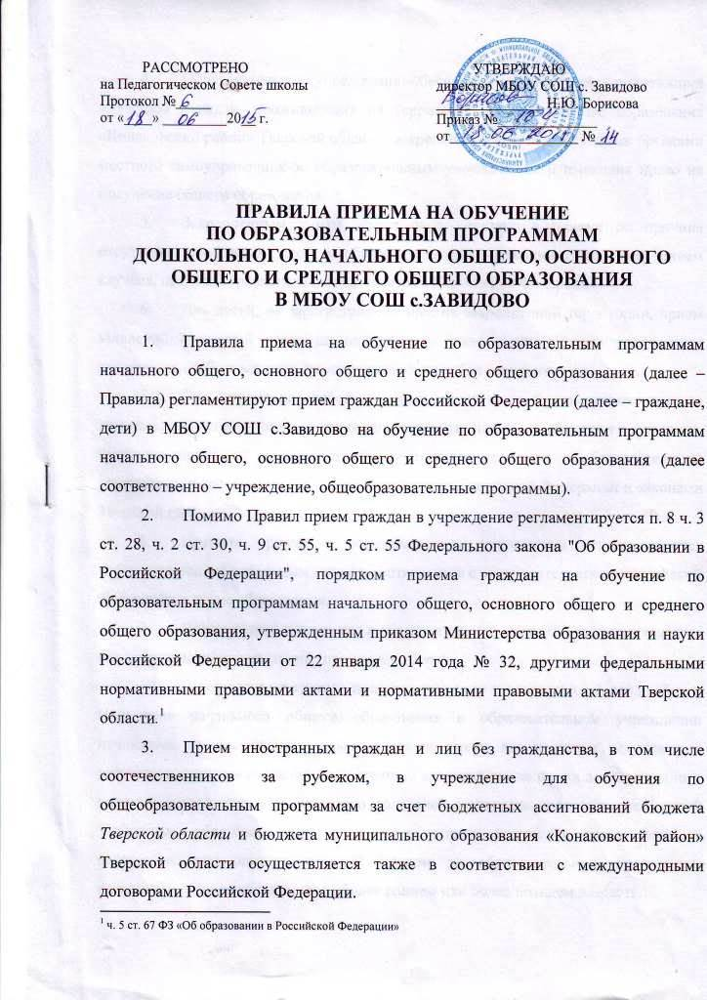 РАССМОТРЕНО
на Педагогическом Совете школы
Протокол № 6
от « 18 » 06 2015 г.
УТВЕРЖДАЮ
директор МБОУ СОШ с. Завидово
Н.Ю. Борисова
Приказ №
от № 14
ПРАВИЛА ПРИЕМА НА ОБУЧЕНИЕ
ПО ОБРАЗОВАТЕЛЬНЫМ ПРОГРАММАМ
ДОШКОЛЬНОГО, НАЧАЛЬНОГО ОБЩЕГО, ОСНОВНОГО
ОБЩЕГО И СРЕДНЕГО ОБЩЕГО ОБРАЗОВАНИЯ
В МБОУ СОШ с.ЗАВИДОВО
1. Правила приема на обучение по образовательным программам
начального общего, основного общего и среднего общего образования (далее –
Правила) регламентируют прием граждан Российской Федерации (далее – граждане,
дети) в МБОУ СОШ с.Завидово на обучение по образовательным программам
начального общего, основного общего и среднего общего образования (далее
соответственно – учреждение, общеобразовательные программы).
2. Помимо Правил прием граждан в учреждение регламентируется п. 8 ч. 3
ст. 28, ч. 2 ст. 30, ч. 9 ст. 55, ч. 5 ст. 55 Федерального закона "Об образовании в
Российской Федерации", порядком приема граждан на обучение по
образовательным программам начального общего, основного общего и среднего
общего образования, утвержденным приказом Министерства образования и науки
Российской Федерации от 22 января 2014 года № 32, другими федеральными
нормативными правовыми актами и нормативными правовыми актами Тверской
области.1
3. Прием иностранных граждан и лиц без гражданства, в том числе
соотечественников за рубежом, в учреждение для обучения по
общеобразовательным программам за счет бюджетных ассигнований бюджета
Тверской области и бюджета муниципального образования «Конаковский район»
Тверской области осуществляется также в соответствии с международными
договорами Российской Федерации.
1 ч. 5 ст. 67 ФЗ «Об образовании в Российской Федерации»